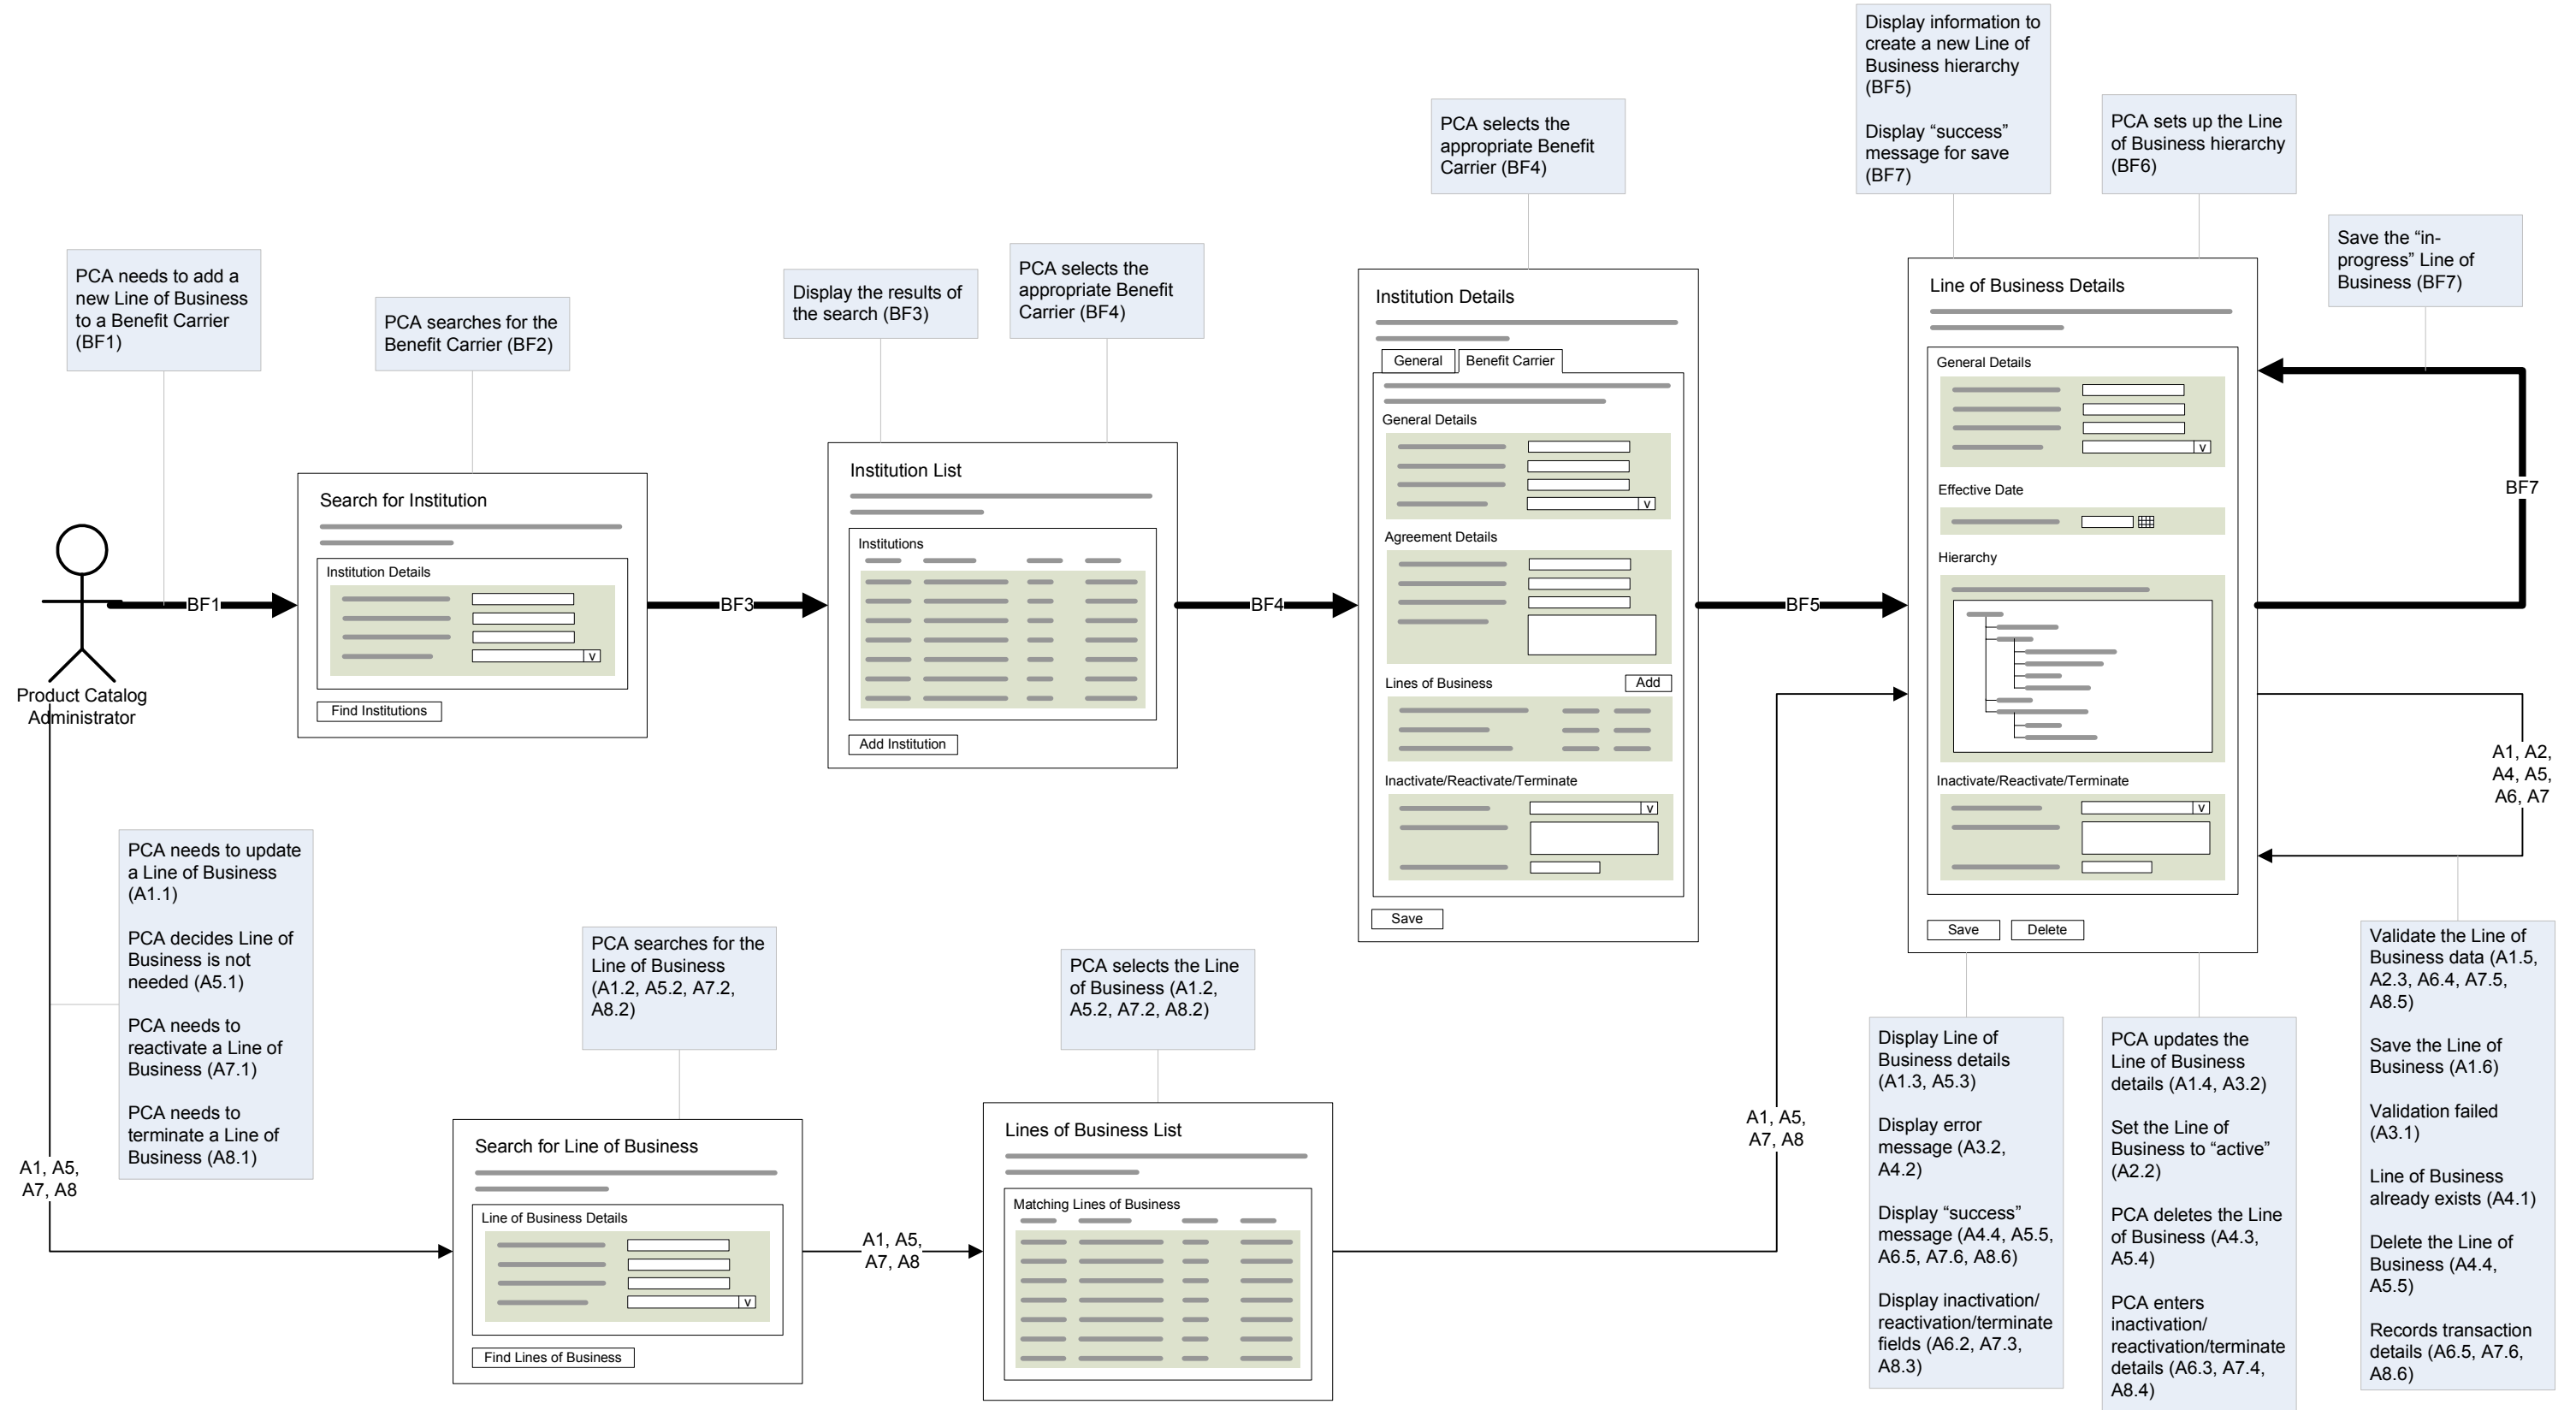 Display information to
create a new Line of
Business hierarchy
(BF5)
Display “success”
message for save
(BF7)
PCA sets up the Line
of Business hierarchy
(BF6)
PCA selects the
appropriate Benefit
Carrier (BF4)
Save the “in-
progress” Line of
Business (BF7)
PCA needs to add a
new Line of Business
to a Benefit Carrier
(BF1)
PCA searches for the
Benefit Carrier (BF2)
Display the results of
the search (BF3)
PCA selects the
appropriate Benefit
Carrier (BF4)
Product Catalog
Administrator
BF1
Search for Institution
Institution Details
v
Find Institutions
BF3
Institution List
Institutions
Add Institution
BF4
Institution Details
General
Benefit Carrier
General Details
v
Agreement Details
Lines of Business
Add
Inactivate/Reactivate/Terminate
v
Save
BF5
Line of Business Details
General Details
v
Effective Date
Hierarchy
Inactivate/Reactivate/Terminate
v
Save
Delete
BF7
A1, A2,
A4, A5,
A6, A7
PCA needs to update
a Line of Business
(A1.1)
PCA decides Line of
Business is not
needed (A5.1)
PCA needs to
reactivate a Line of
Business (A7.1)
PCA needs to
terminate a Line of
Business (A8.1)
A1, A5,
A7, A8
PCA searches for the
Line of Business
(A1.2, A5.2, A7.2,
A8.2)
Search for Line of Business
Line of Business Details
v
Find Lines of Business
A1, A5,
A7, A8
PCA selects the Line
of Business (A1.2,
A5.2, A7.2, A8.2)
Lines of Business List
Matching Lines of Business
A1, A5,
A7, A8
Display Line of
Business details
(A1.3, A5.3)
Display error
message (A3.2,
A4.2)
Display “success”
message (A4.4, A5.5,
A6.5, A7.6, A8.6)
Display inactivation/
reactivation/terminate
fields (A6.2, A7.3,
A8.3)
PCA updates the
Line of Business
details (A1.4, A3.2)
Set the Line of
Business to “active”
(A2.2)
PCA deletes the Line
of Business (A4.3,
A5.4)
PCA enters
inactivation/
reactivation/terminate
details (A6.3, A7.4,
A8.4)
Validate the Line of
Business data (A1.5,
A2.3, A6.4, A7.5,
A8.5)
Save the Line of
Business (A1.6)
Validation failed
(A3.1)
Line of Business
already exists (A4.1)
Delete the Line of
Business (A4.4,
A5.5)
Records transaction
details (A6.5, A7.6,
A8.6)